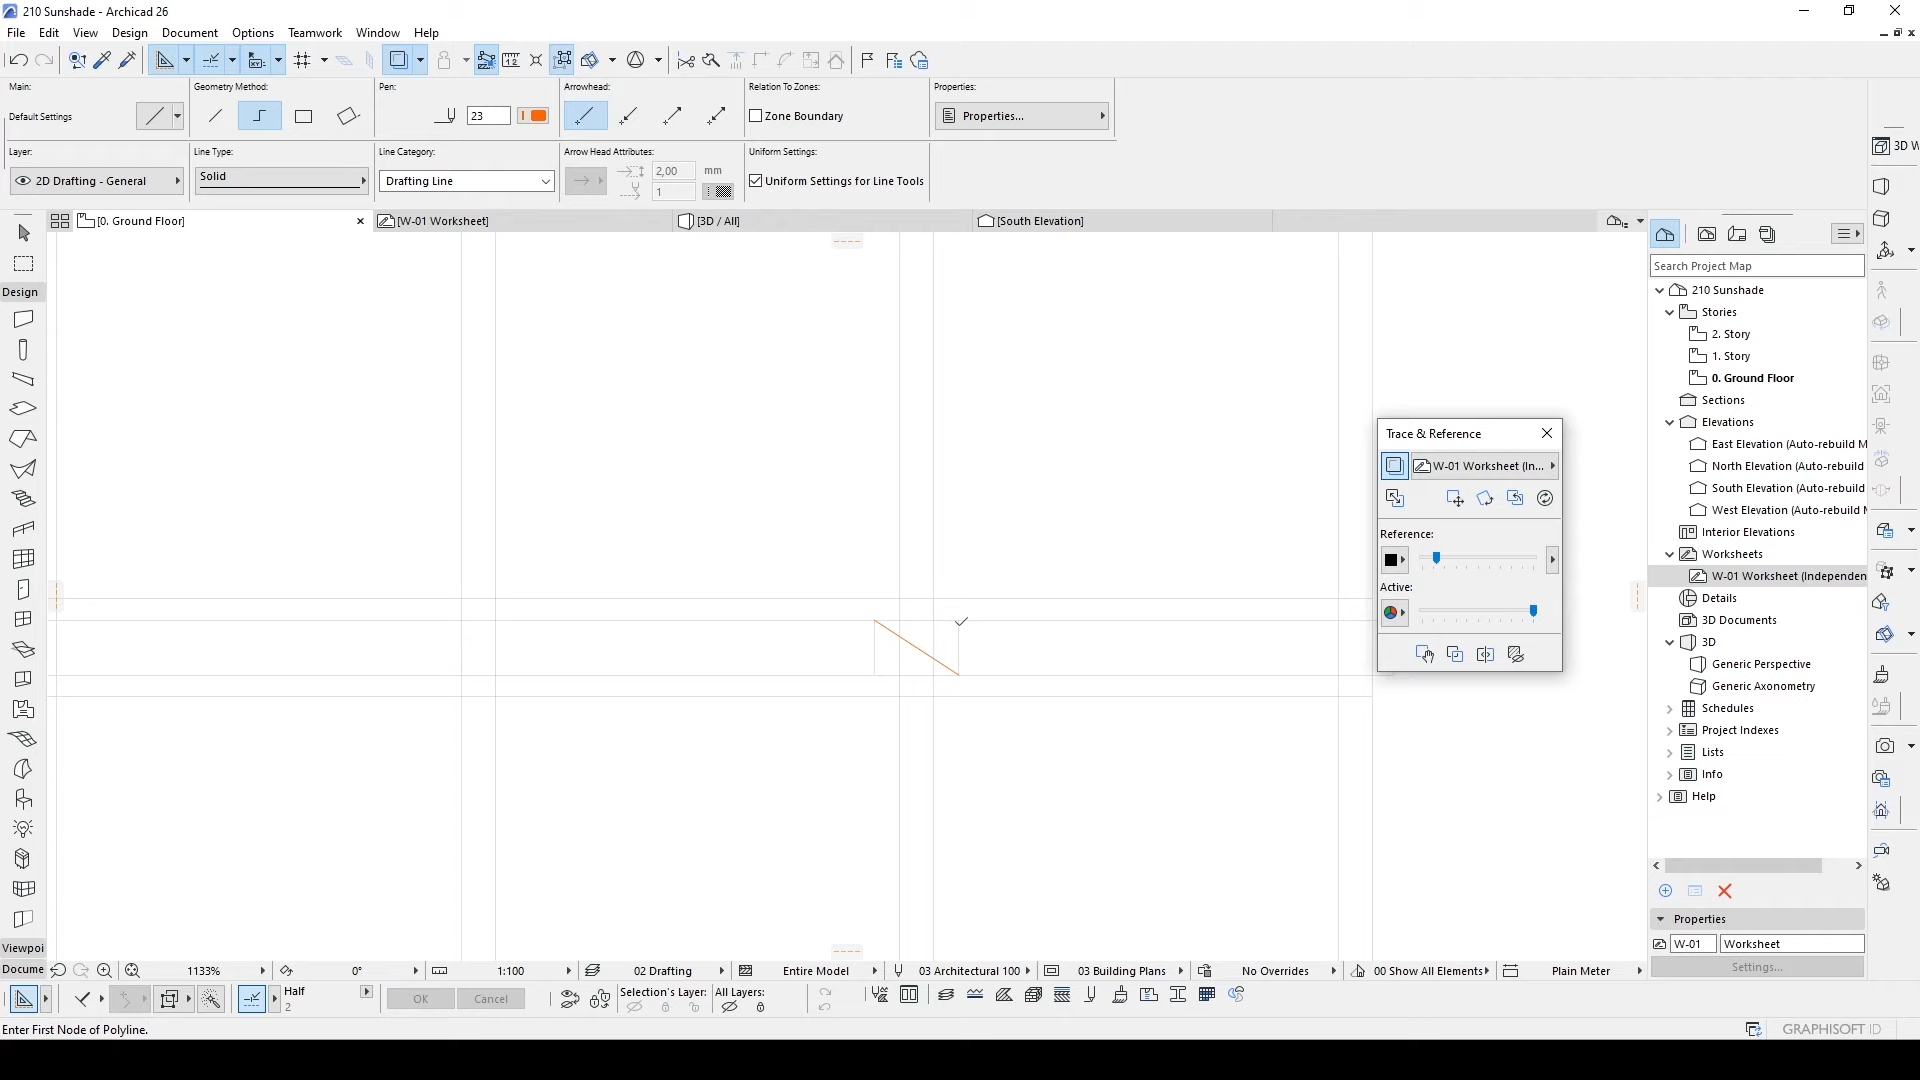 210 Sunshade - Archicad 26
File Edit View Design Document Options Teamwork Window Help
Main: Geometry Method: Pen: Arrowhead: Relation To Zones: Properties:
Default Settings 23 Zone Boundary Properties...
Layer: Line Type: Line Category: Arrow Head Attributes: Uniform Settings:
2D Drafting - General Solid Drafting Line 2,00 mm Uniform Settings for Line Tools
1
3D W
[0. Ground Floor] [W-01 Worksheet] [3D / All] [South Elevation]
Search Project Map
Design
210 Sunshade
Stories
2. Story
1. Story
0. Ground Floor
Sections
Elevations
East Elevation (Auto-rebuild M
North Elevation (Auto-rebuild
South Elevation (Auto-rebuild
West Elevation (Auto-rebuild M
Interior Elevations
Worksheets
W-01 Worksheet (Independen
Details
3D Documents
3D
Generic Perspective
Generic Axonometry
Schedules
Project Indexes
Lists
Info
Help
Trace & Reference
W-01 Worksheet (In...
Reference:
Active:
Properties
W-01 Worksheet
Settings...
Viewpoi
Docume 1133% 0° 1:100 02 Drafting Entire Model 03 Architectural 100 03 Building Plans No Overrides 00 Show All Elements Plain Meter
Half
2
OK Cancel
Selection's Layer: All Layers:
Enter First Node of Polyline.
GRAPHISOFT ID